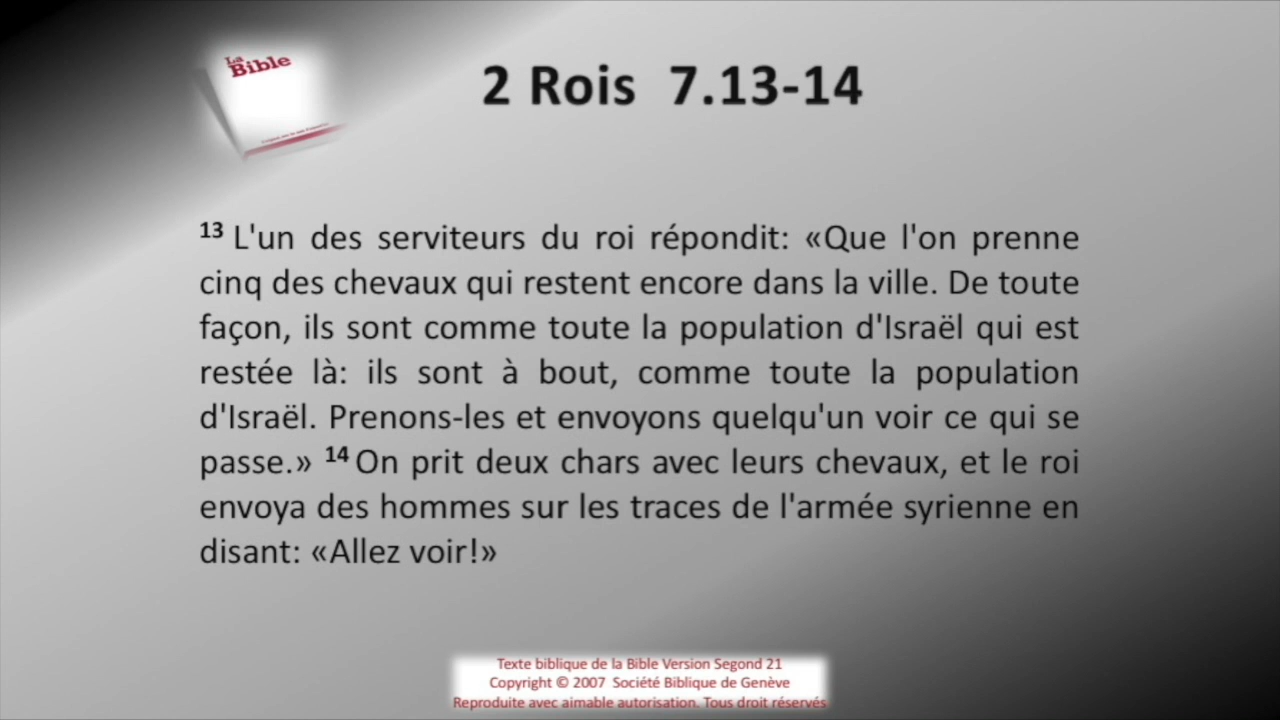 La
Bible
2 Rois 7.13-14
13 L'un des serviteurs du roi répondit: «Que l'on prenne
cinq des chevaux qui restent encore dans la ville. De toute
façon, ils sont comme toute la population d'Israël qui est
restée là: ils sont à bout, comme toute la population
d'Israël. Prenons-les et envoyons quelqu'un voir ce qui se
passe.» 14 On prit deux chars avec leurs chevaux, et le roi
envoya des hommes sur les traces de l'armée syrienne en
disant: «Allez voir!»
Texte biblique de la Bible Version Segond 21
Copyright © 2007 Société Biblique de Genève
Reproduite avec aimable autorisation. Tous droit réservés